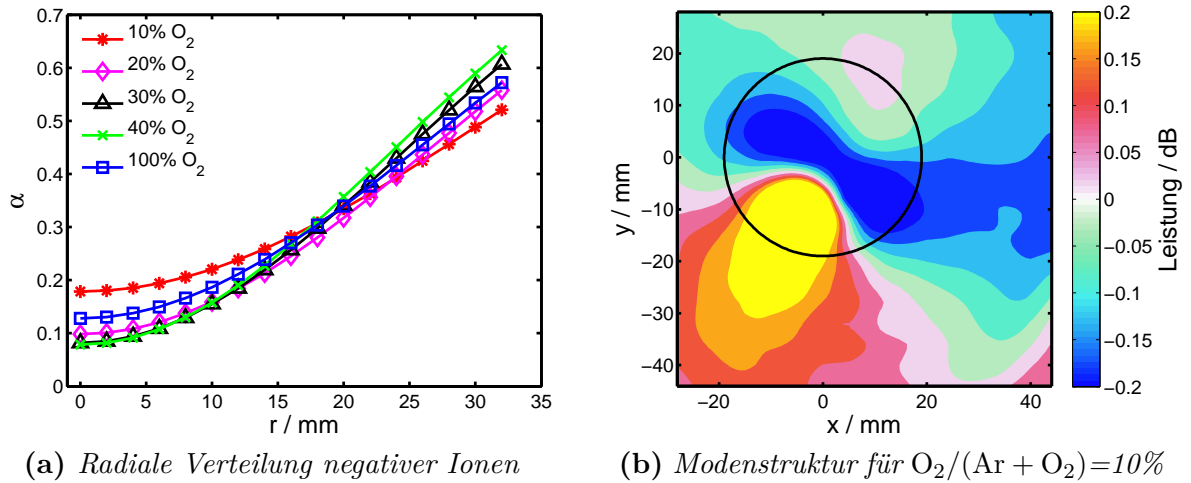 10% O₂
20% O₂
30% O₂
40% O₂
100% O₂
0.7
0.6
0.5
0.4
0.3
0.2
0.1
0
α
0 5 10 15 20 25 30 35
r / mm
20
10
0
−10
−20
−30
−40
y / mm
−20 0 20 40
x / mm
0.2
0.15
0.1
0.05
0
−0.05
−0.1
−0.15
−0.2
Leistung / dB
(a) Radiale Verteilung negativer Ionen
(b) Modenstruktur für O₂/(Ar + O₂)=10%